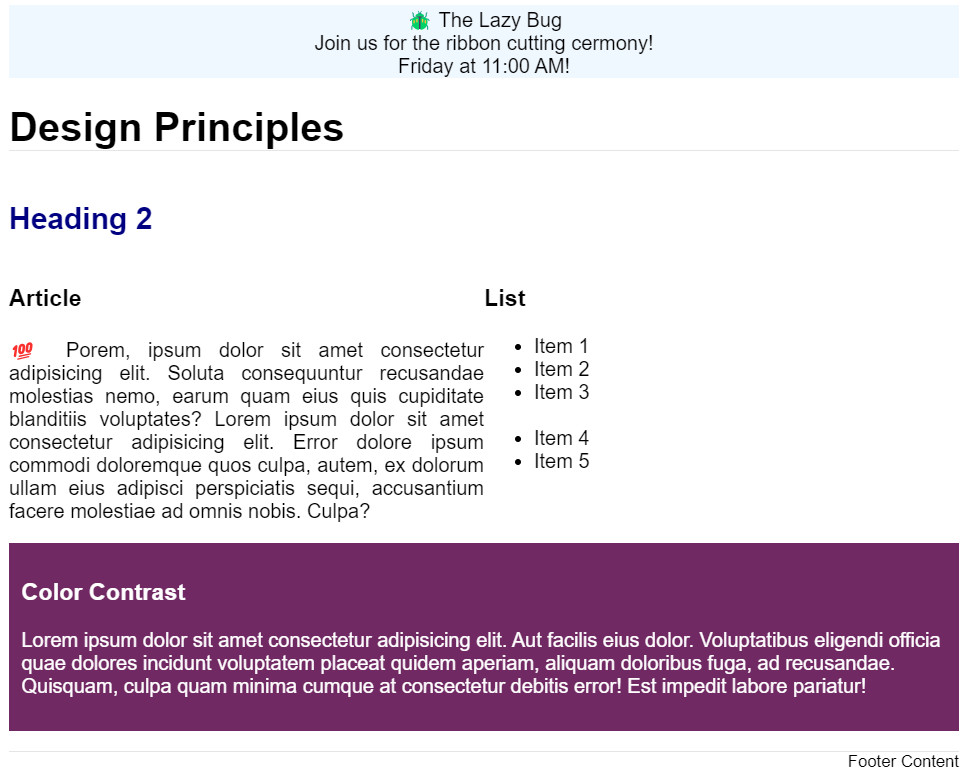 The Lazy Bug
Join us for the ribbon cutting cermony!
Friday at 11:00 AM!
Design Principles
Heading 2
Article
💯 Porem, ipsum dolor sit amet consectetur
adipisicing elit. Soluta consequuntur recusandae
molestias nemo, earum quam eius quis cupiditate
blanditiis voluptates? Lorem ipsum dolor sit amet
consectetur adipisicing elit. Error dolore ipsum
commodi doloremque quos culpa, autem, ex dolorum
ullam eius adipisci perspiciatis sequi, accusantium
facere molestiae ad omnis nobis. Culpa?
List
• Item 1
• Item 2
• Item 3
• Item 4
• Item 5
Color Contrast
Lorem ipsum dolor sit amet consectetur adipisicing elit. Aut facilis eius dolor. Voluptatibus eligendi officia
quae dolores incidunt voluptatem placeat quidem aperiam, aliquam doloribus fuga, ad recusandae.
Quisquam, culpa quam minima cumque at consectetur debitis error! Est impedit labore pariatur!
Footer Content